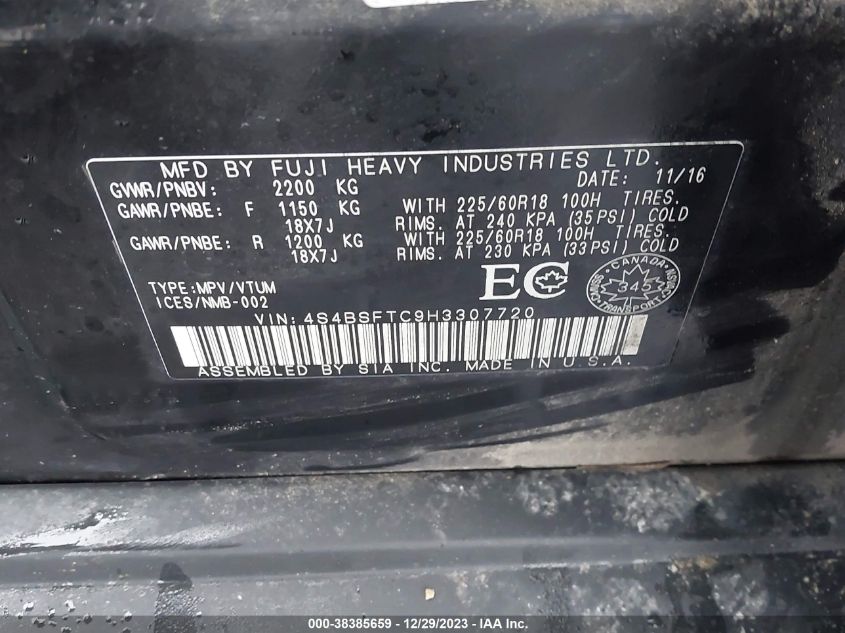 MFD BY FUJI HEAVY INDUSTRIES LTD.
GVWR/PNBV: 2200 KG DATE: 11/16
GAWR/PNBE: F 1150 KG WITH 225/60R18 100H TIRES.
18X7J RIMS. AT 240 KPA (35PSI) COLD
GAWR/PNBE: R 1200 KG WITH 225/60R18 100H TIRES.
18X7J RIMS. AT 230 KPA (33PSI) COLD
TYPE:MPV/VTUM
ICES/NMB-002
EC
CANADA
345
TRANSPORT
VIN: 4S4BSFTC9H3307720
ASSEMBLED BY SIA INC. MADE IN U.S.A.
000-38385659 - 12/29/2023 - IAA Inc.